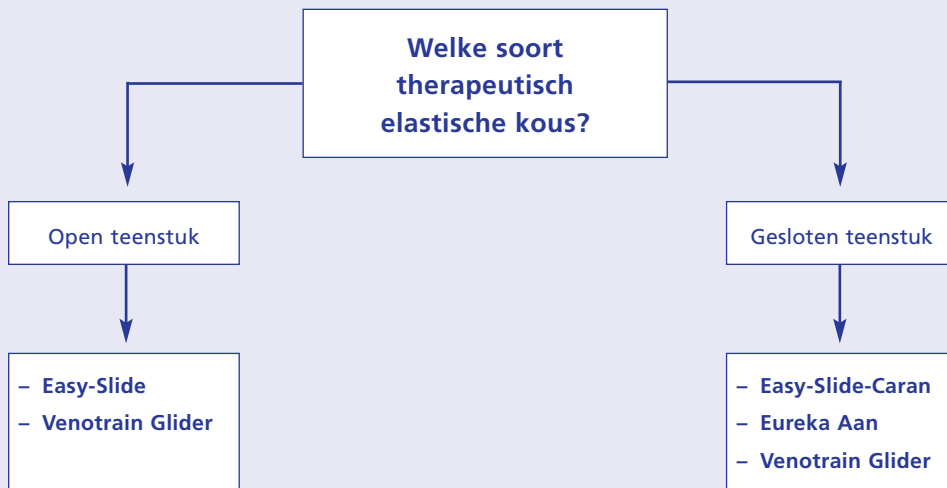 Welke soort
therapeutisch
elastische kous?
Open teenstuk
Gesloten teenstuk
– Easy-Slide
– Venotrain Glider
– Easy-Slide-Caran
– Eureka Aan
– Venotrain Glider